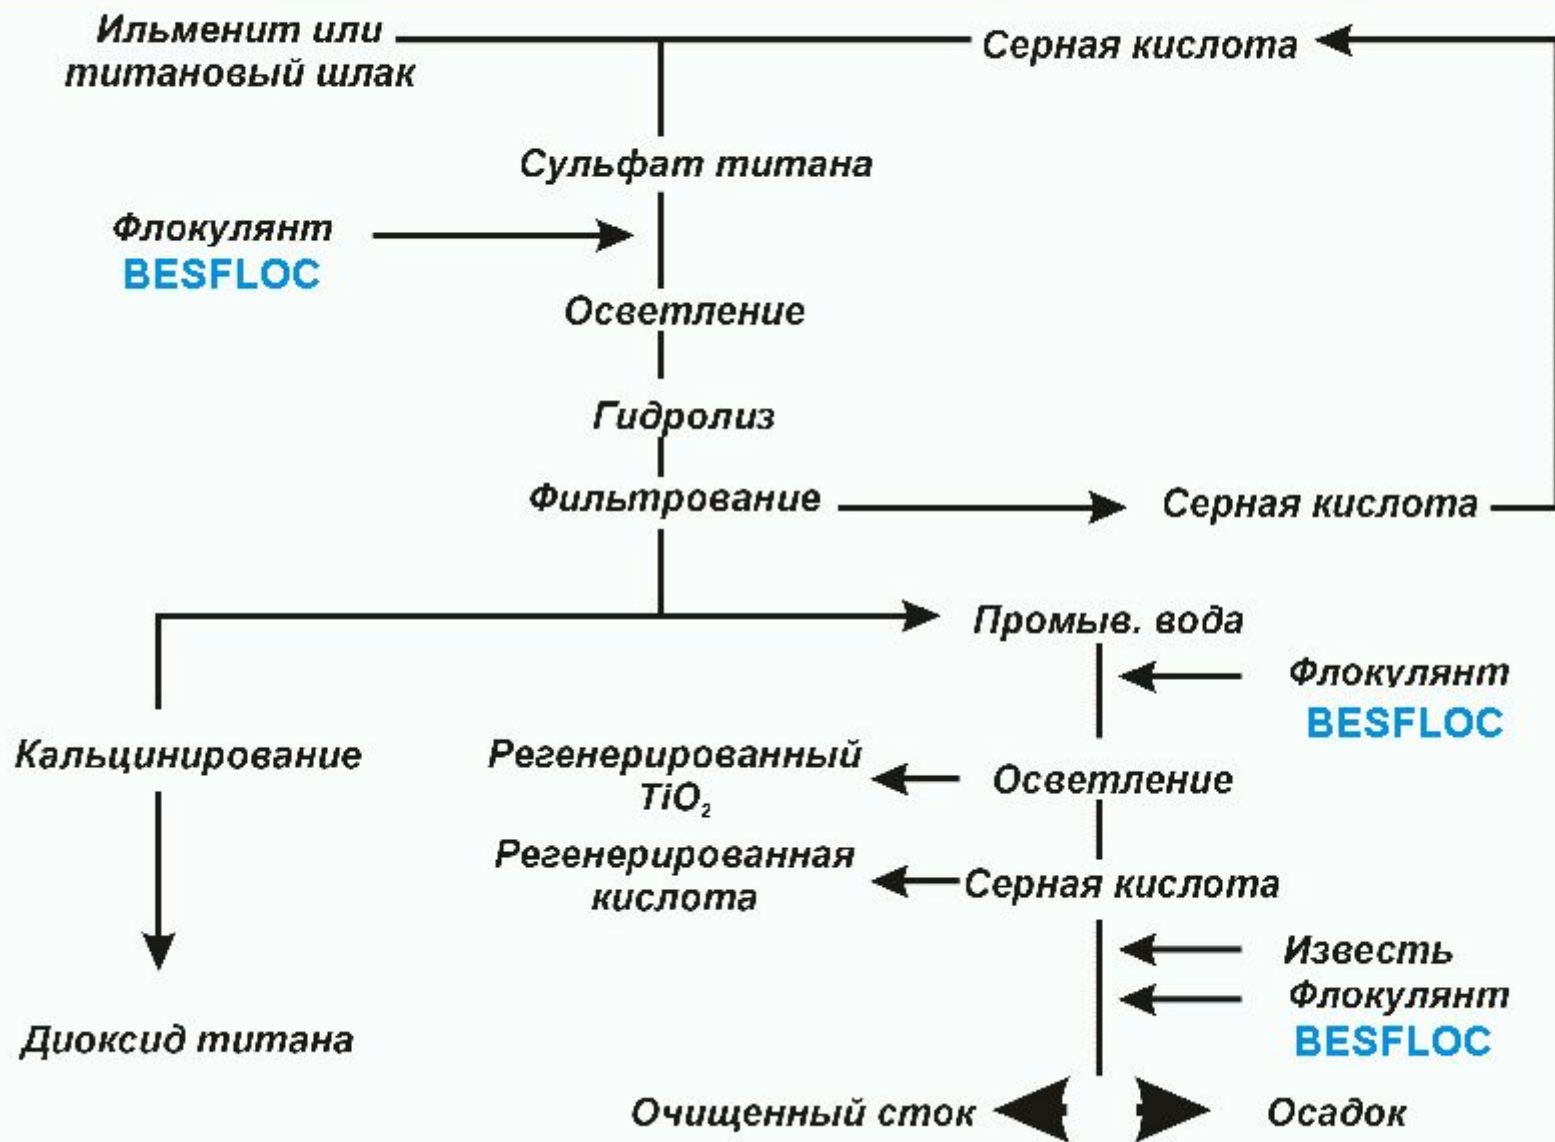 Ильменит или
титановый шлак
Серная кислота
Сульфат титана
Флокулянт
BESFLOC
Осветление
Гидролиз
Фильтрование
Серная кислота
Промыв. вода
Флокулянт
BESFLOC
Кальцинирование
Регенерированный
TiO₂
Осветление
Регенерированная
кислота
Серная кислота
Известь
Флокулянт
BESFLOC
Диоксид титана
Очищенный сток
Осадок